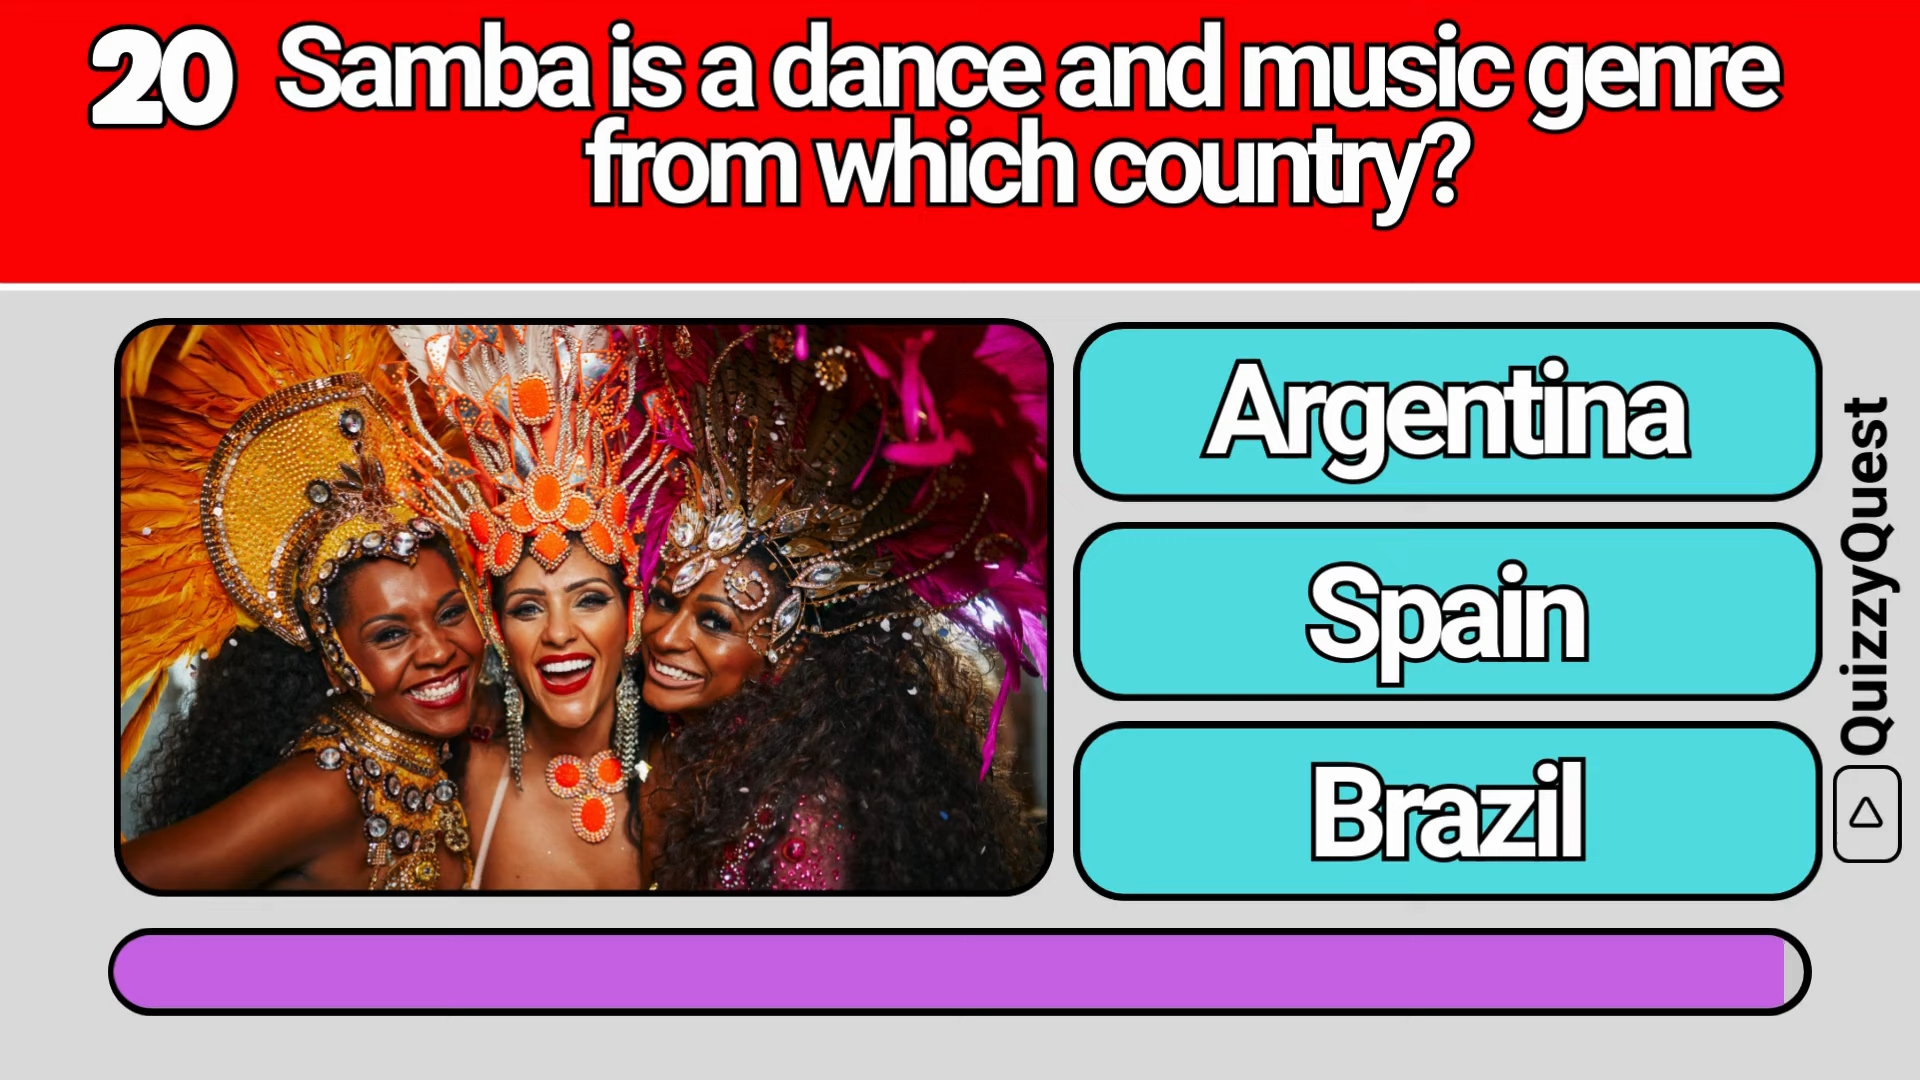 20
Samba is a dance and music genre
from which country?
Argentina
Spain
Brazil
QuizzyQuest